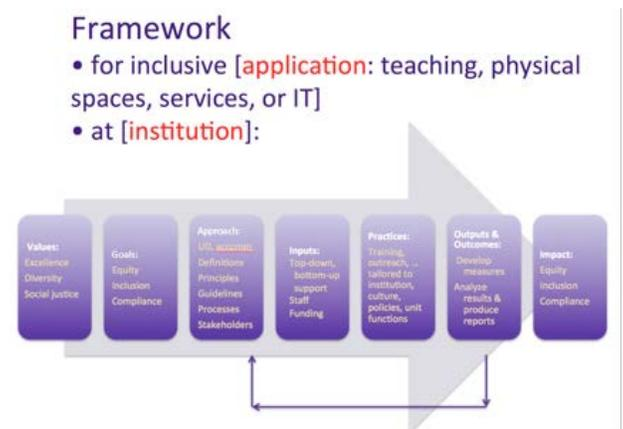 Framework
• for inclusive [application: teaching, physical
spaces, services, or IT]
• at [institution]:
Values:
Excellence
Diversity
Social Justice
Goals:
Equity
Inclusion
Compliance
Approach:
UD, accomm
Definitions
Principles
Guidelines
Processes
Stakeholders
Inputs:
Top-down,
bottom-up
support
Staff
Funding
Practices:
Training,
outreach, ...
tailored to
institution,
culture,
policies, unit
functions
Outputs &
Outcomes:
Develop
measures
Analyze
results &
produce
reports
Impact:
Equity
Inclusion
Compliance